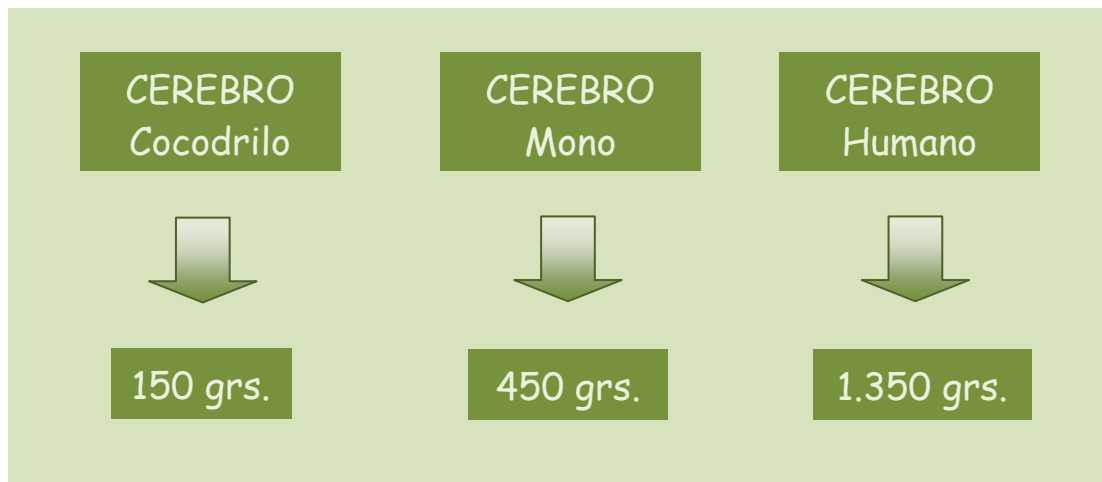 CEREBRO
Cocodrilo
CEREBRO
Mono
CEREBRO
Humano
150 grs.
450 grs.
1.350 grs.